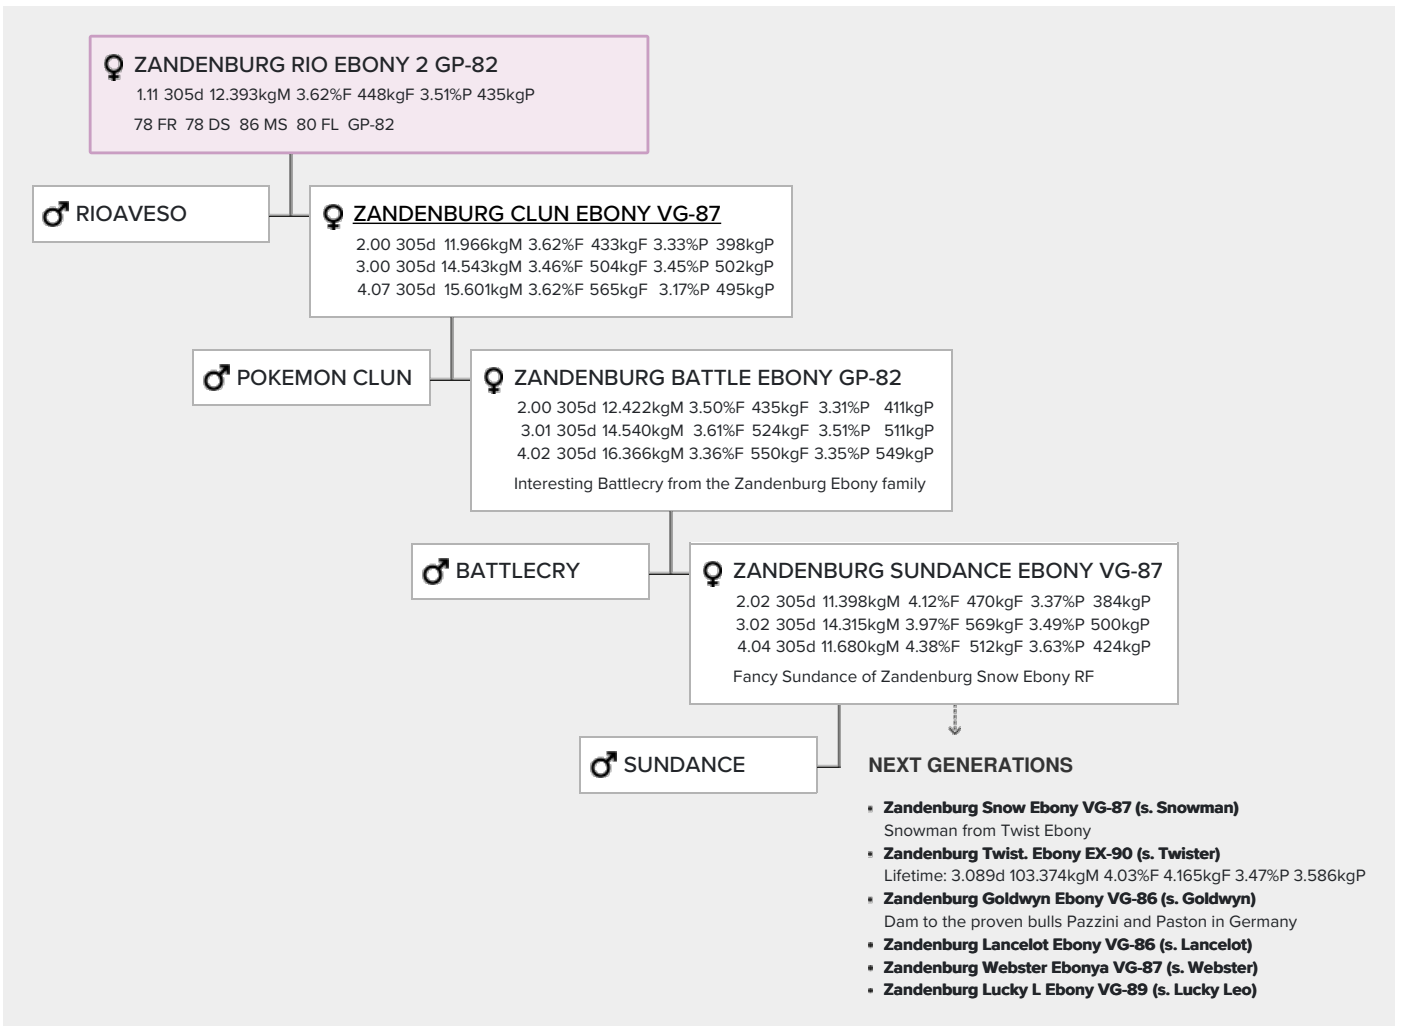 ZANDENBURG RIO EBONY 2 GP-82
1.11 305d 12.393kgM 3.62%F 448kgF 3.51%P 435kgP
78 FR 78 DS 86 MS 80 FL GP-82
RIOAVESO
ZANDENBURG CLUN EBONY VG-87
2.00 305d 11.966kgM 3.62%F 433kgF 3.33%P 398kgP
3.00 305d 14.543kgM 3.46%F 504kgF 3.45%P 502kgP
4.07 305d 15.601kgM 3.62%F 565kgF 3.17%P 495kgP
POKEMON CLUN
ZANDENBURG BATTLE EBONY GP-82
2.00 305d 12.422kgM 3.50%F 435kgF 3.31%P 411kgP
3.01 305d 14.540kgM 3.61%F 524kgF 3.51%P 511kgP
4.02 305d 16.366kgM 3.36%F 550kgF 3.35%P 549kgP
Interesting Battlecry from the Zandenburg Ebony family
BATTLECRY
ZANDENBURG SUNDANCE EBONY VG-87
2.02 305d 11.398kgM 4.12%F 470kgF 3.37%P 384kgP
3.02 305d 14.315kgM 3.97%F 569kgF 3.49%P 500kgP
4.04 305d 11.680kgM 4.38%F 512kgF 3.63%P 424kgP
Fancy Sundance of Zandenburg Snow Ebony RF
SUNDANCE
NEXT GENERATIONS
▪ Zandenburg Snow Ebony VG-87 (s. Snowman)
Snowman from Twist Ebony
▪ Zandenburg Twist. Ebony EX-90 (s. Twister)
Lifetime: 3.089d 103.374kgM 4.03%F 4.165kgF 3.47%P 3.586kgP
▪ Zandenburg Goldwyn Ebony VG-86 (s. Goldwyn)
Dam to the proven bulls Pazzini and Paston in Germany
▪ Zandenburg Lancelot Ebony VG-86 (s. Lancelot)
▪ Zandenburg Webster Ebonya VG-87 (s. Webster)
▪ Zandenburg Lucky L Ebony VG-89 (s. Lucky Leo)